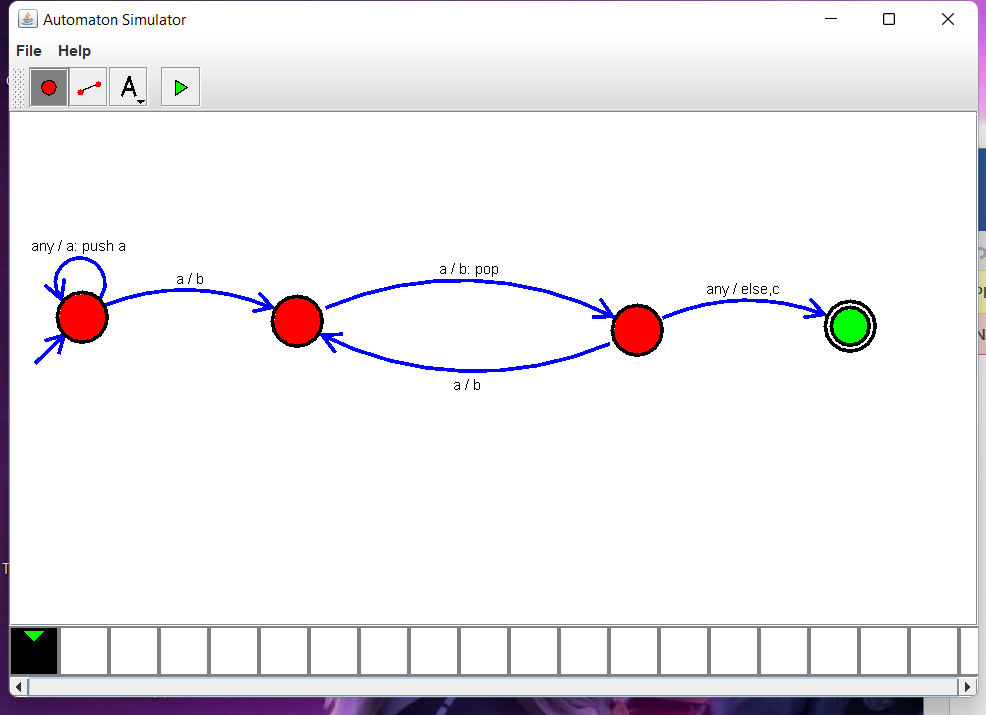 Automaton Simulator
File Help
A
any / a: push a
a / b
a / b: pop
any / else,c
a / b